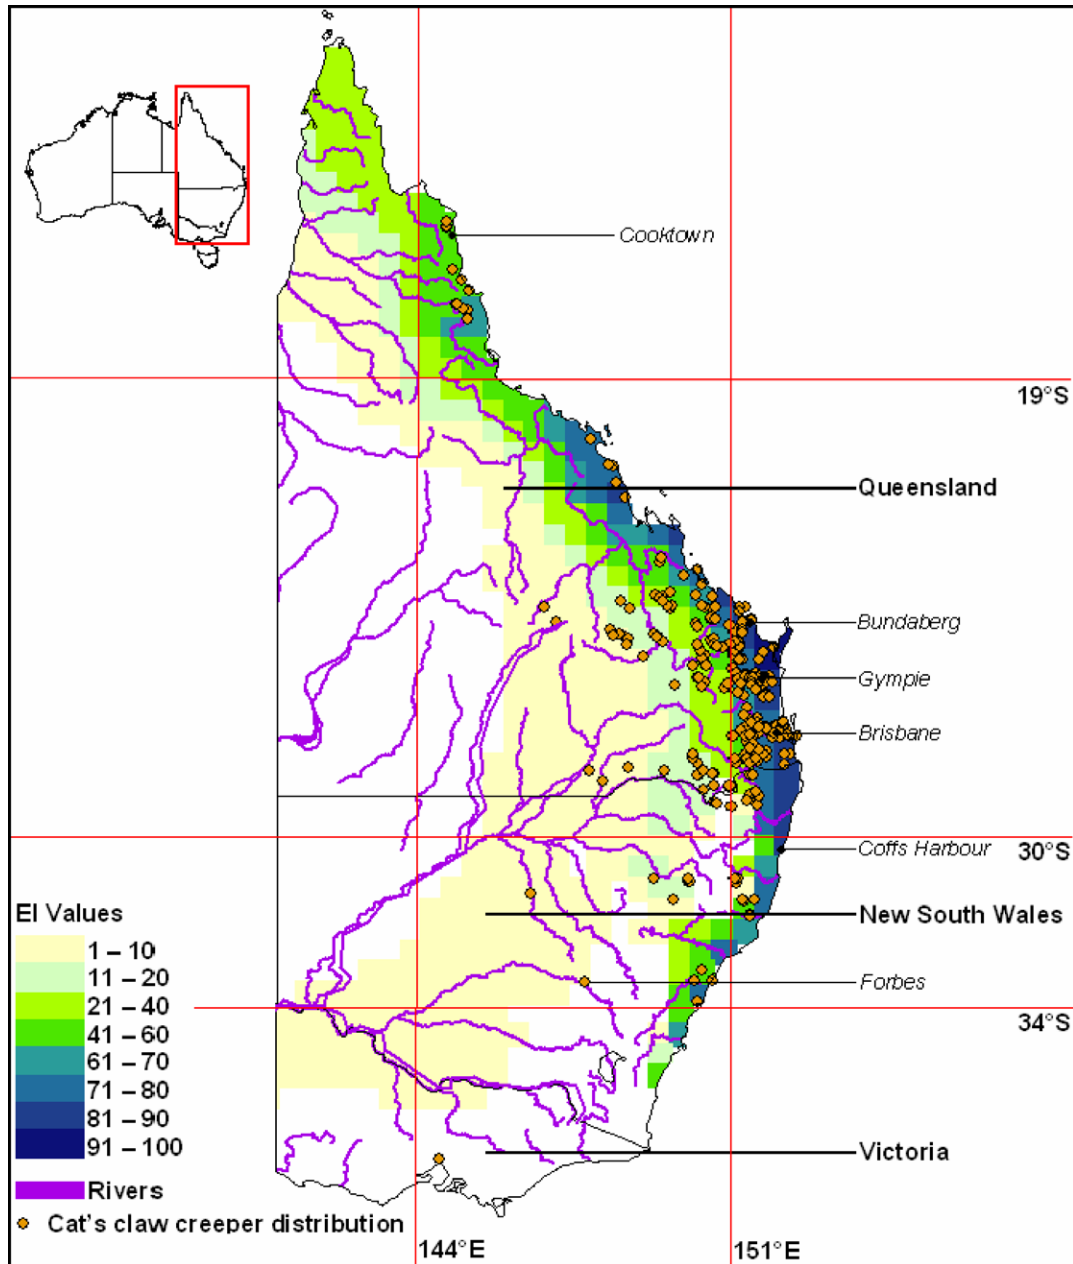 Cooktown
19°S
Queensland
Bundaberg
Gympie
Brisbane
Coffs Harbour
30°S
EI Values
1 – 10
11 – 20
21 – 40
41 – 60
61 – 70
71 – 80
81 – 90
91 – 100
New South Wales
Forbes
34°S
Victoria
Rivers
Cat's claw creeper distribution
144°E
151°E